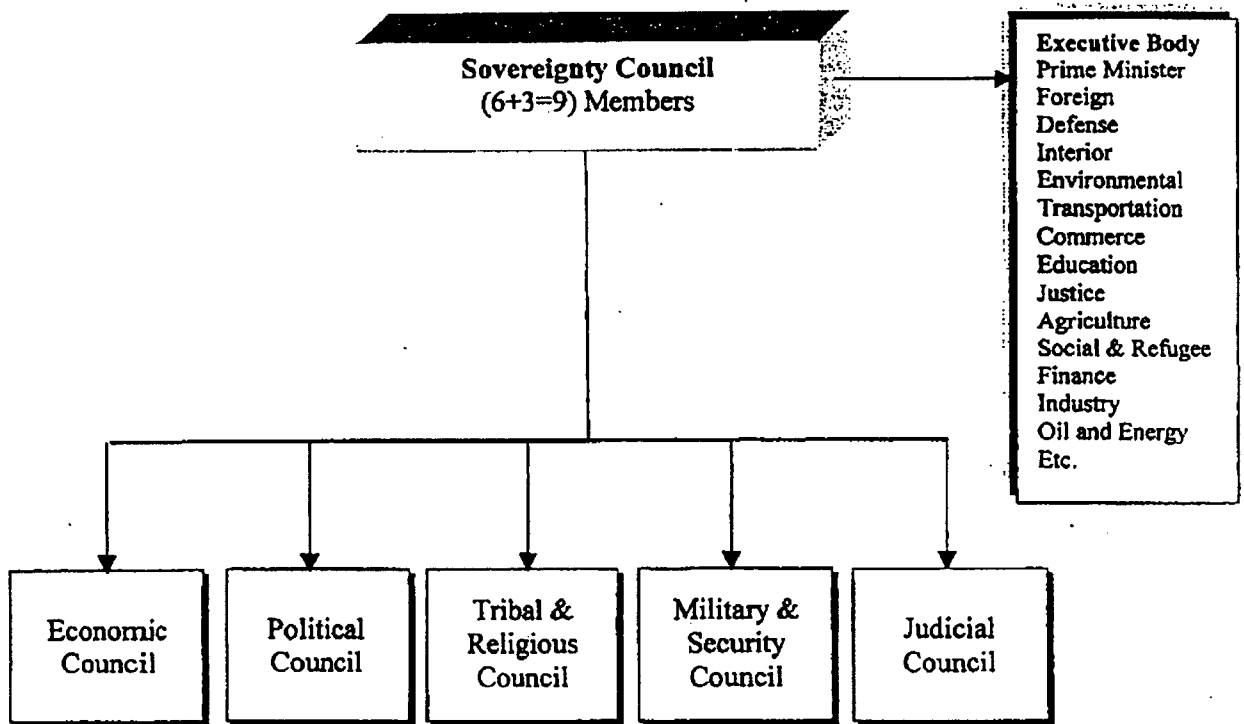 Sovereignty Council
(6+3=9) Members
Executive Body
Prime Minister
Foreign
Defense
Interior
Environmental
Transportation
Commerce
Education
Justice
Agriculture
Social & Refugee
Finance
Industry
Oil and Energy
Etc.
Economic
Council
Political
Council
Tribal &
Religious
Council
Military &
Security
Council
Judicial
Council